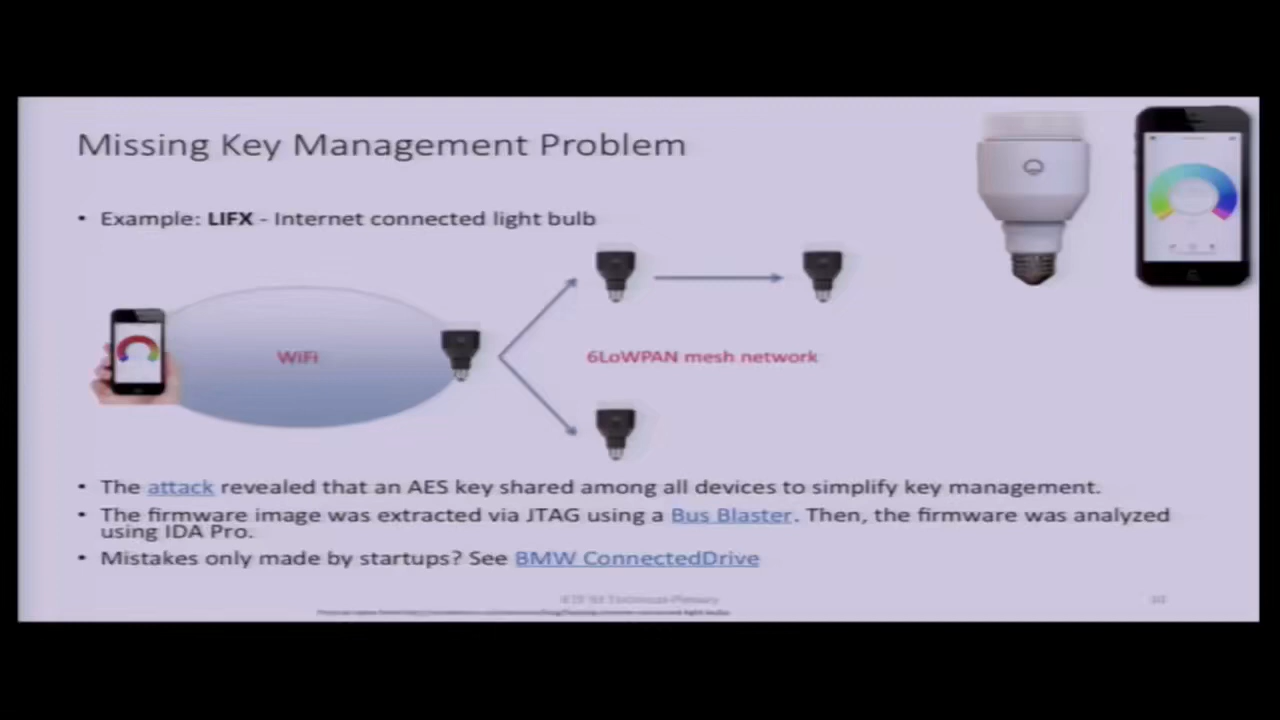 Missing Key Management Problem
• Example: LIFX - Internet connected light bulb
WiFi
6LoWPAN mesh network
• The attack revealed that an AES key shared among all devices to simplify key management.
• The firmware image was extracted via JTAG using a Bus Blaster. Then, the firmware was analyzed
using IDA Pro.
• Mistakes only made by startups? See BMW ConnectedDrive
Plenary